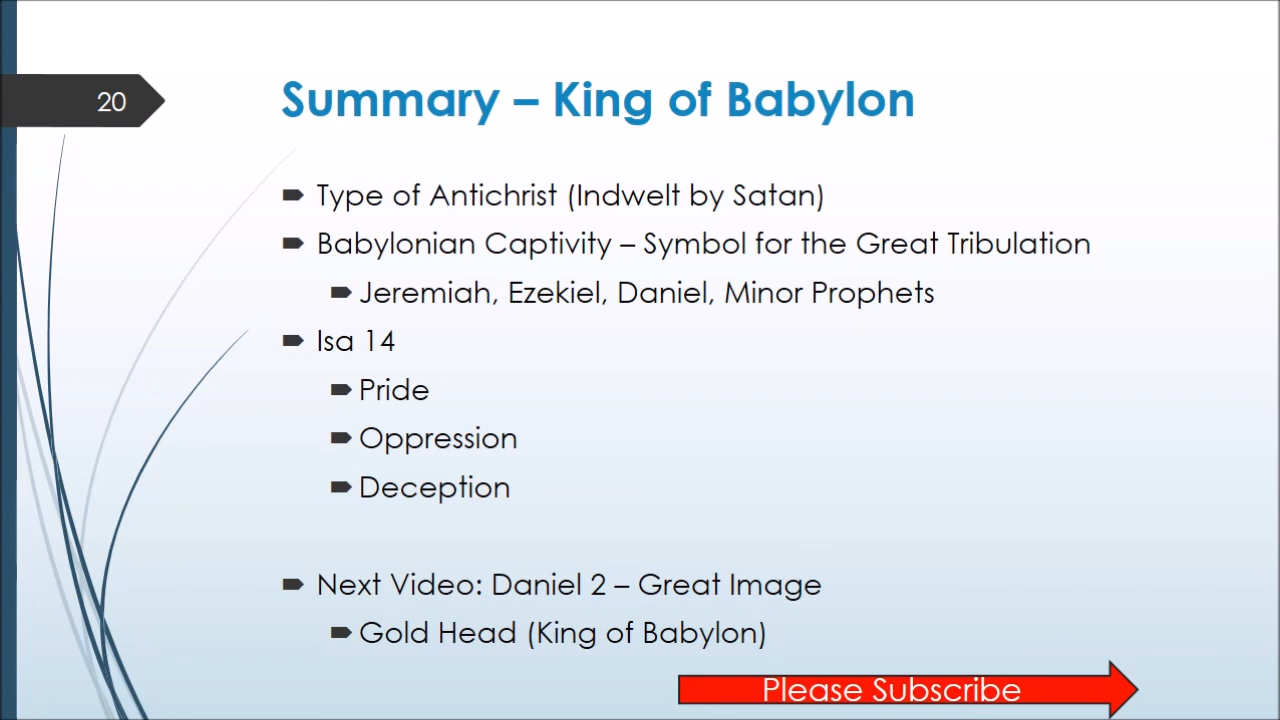 20
Summary – King of Babylon
Type of Antichrist (Indwelt by Satan)
Babylonian Captivity – Symbol for the Great Tribulation
Jeremiah, Ezekiel, Daniel, Minor Prophets
Isa 14
Pride
Oppression
Deception
Next Video: Daniel 2 – Great Image
Gold Head (King of Babylon)
Please Subscribe